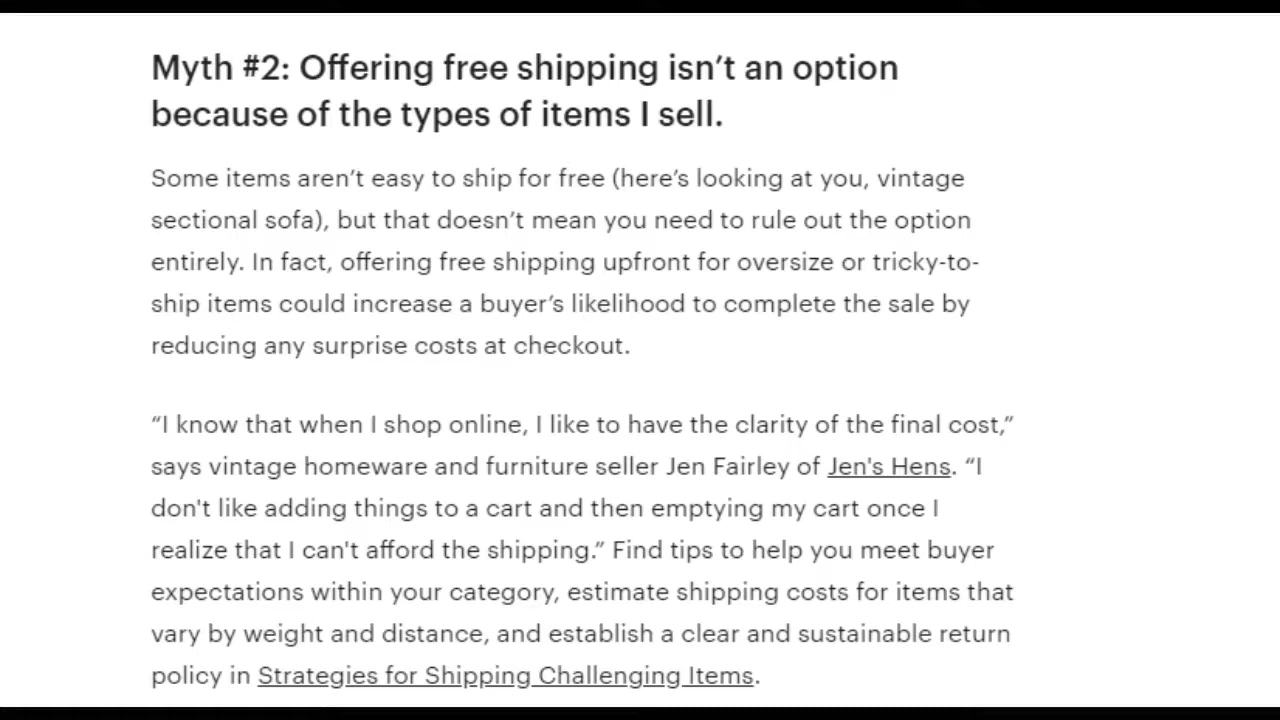 Myth #2: Offering free shipping isn’t an option
because of the types of items I sell.
Some items aren’t easy to ship for free (here’s looking at you, vintage
sectional sofa), but that doesn’t mean you need to rule out the option
entirely. In fact, offering free shipping upfront for oversize or tricky-to-
ship items could increase a buyer’s likelihood to complete the sale by
reducing any surprise costs at checkout.
“I know that when I shop online, I like to have the clarity of the final cost,”
says vintage homeware and furniture seller Jen Fairley of Jen's Hens. “I
don't like adding things to a cart and then emptying my cart once I
realize that I can't afford the shipping.” Find tips to help you meet buyer
expectations within your category, estimate shipping costs for items that
vary by weight and distance, and establish a clear and sustainable return
policy in Strategies for Shipping Challenging Items.